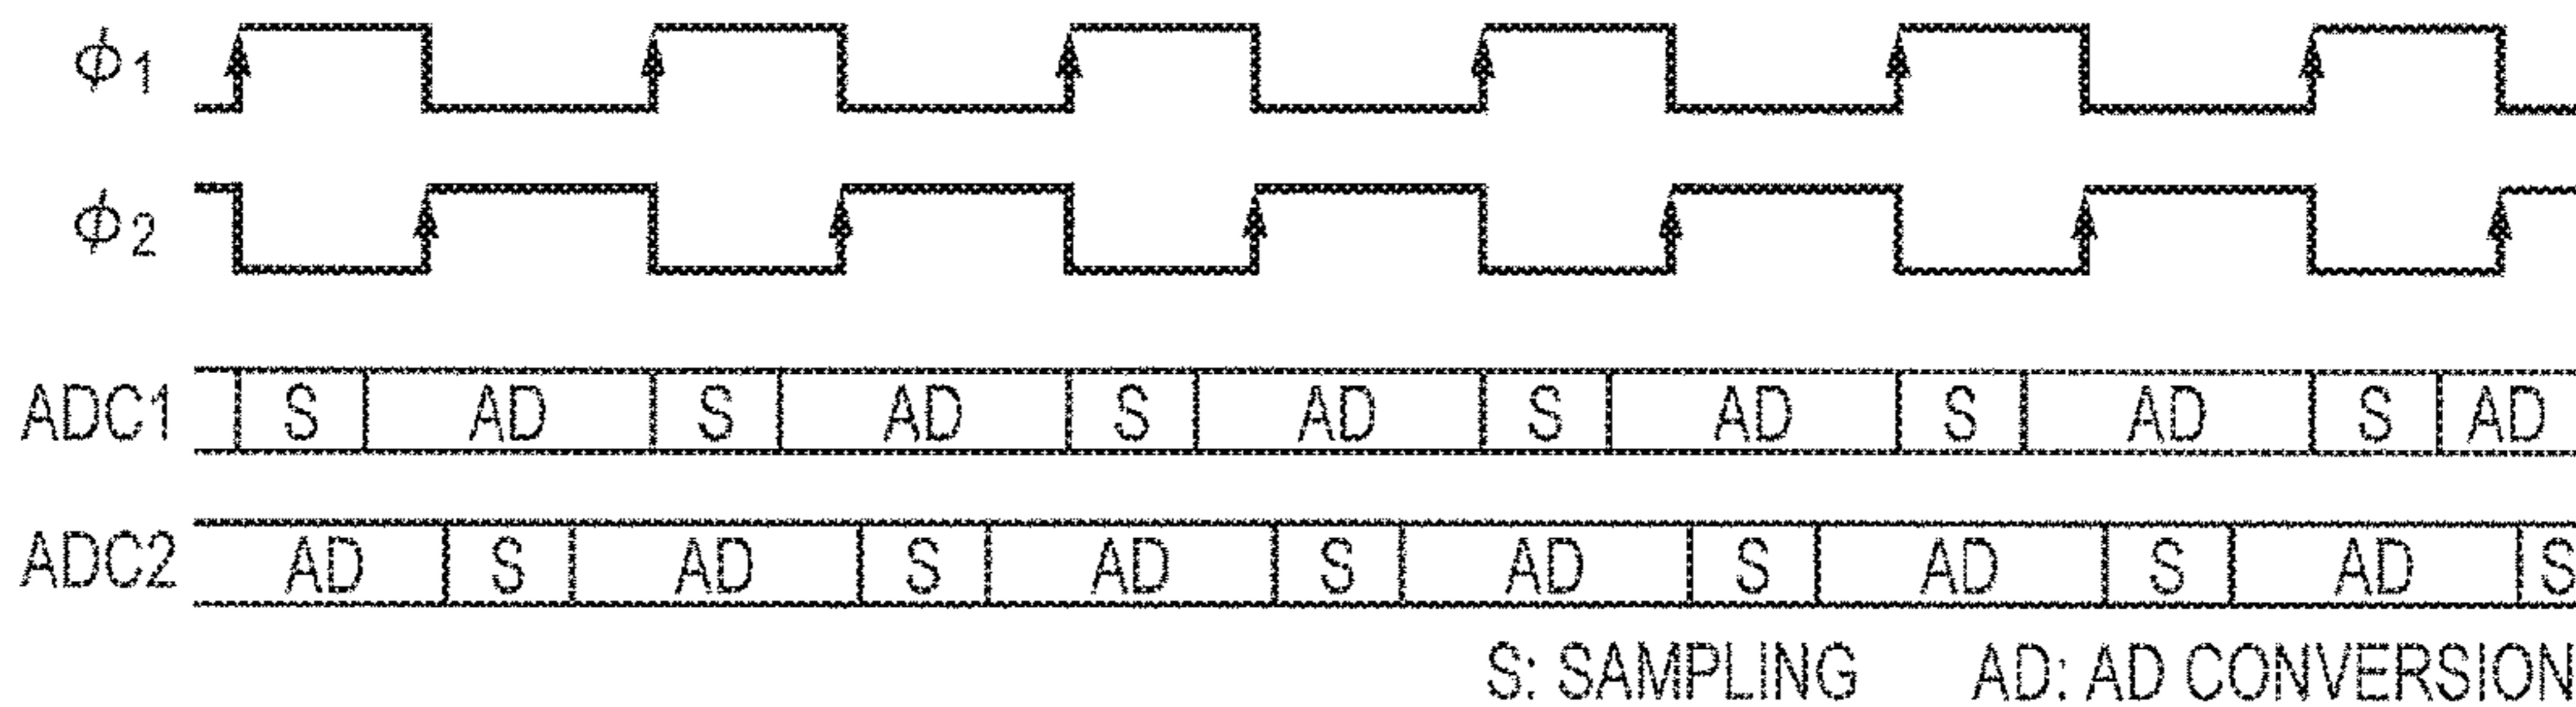 ϕ1
ϕ2
ADC1 S AD S AD S AD S AD S AD S AD
ADC2 AD S AD S AD S AD S AD S AD S
S: SAMPLING AD: AD CONVERSION